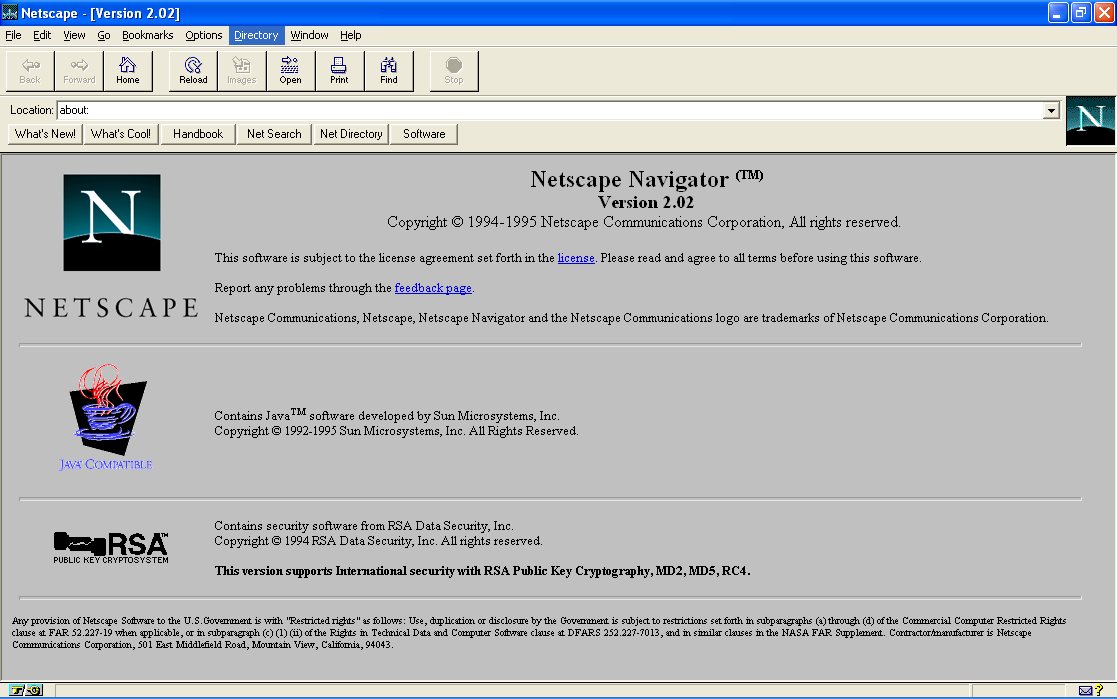 Netscape - [Version 2.02]
File Edit View Go Bookmarks Options Directory Window Help
Back Forward Home Reload Images Open Print Find Stop
Location: about:
N
What's New! What's Cool! Handbook Net Search Net Directory Software
N
NETSCAPE
Netscape Navigator (TM)
Version 2.02
Copyright © 1994-1995 Netscape Communications Corporation, All rights reserved.
This software is subject to the license agreement set forth in the license. Please read and agree to all terms before using this software.
Report any problems through the feedback page.
Netscape Communications, Netscape, Netscape Navigator and the Netscape Communications logo are trademarks of Netscape Communications Corporation.
JAVA COMPATIBLE
Contains Java™ software developed by Sun Microsystems, Inc.
Copyright © 1992-1995 Sun Microsystems, Inc. All Rights Reserved.
RSA™
PUBLIC KEY CRYPTOSYSTEM
Contains security software from RSA Data Security, Inc.
Copyright © 1994 RSA Data Security, Inc. All rights reserved.
This version supports International security with RSA Public Key Cryptography, MD2, MD5, RC4.
Any provision of Netscape Software to the U.S. Government is with "Restricted rights" as follows: Use, duplication or disclosure by the Government is subject to restrictions set forth in subparagraphs (a) through (d) of the Commercial Computer Restricted Rights
clause at FAR 52.227-19 when applicable, or in subparagraph (c) (1) (ii) of the Rights in Technical Data and Computer Software clause at DFARS 252.227-7013, and in similar clauses in the NASA FAR Supplement. Contractor/manufacturer is Netscape
Communications Corporation, 501 East Middlefield Road, Mountain View, California, 94043.